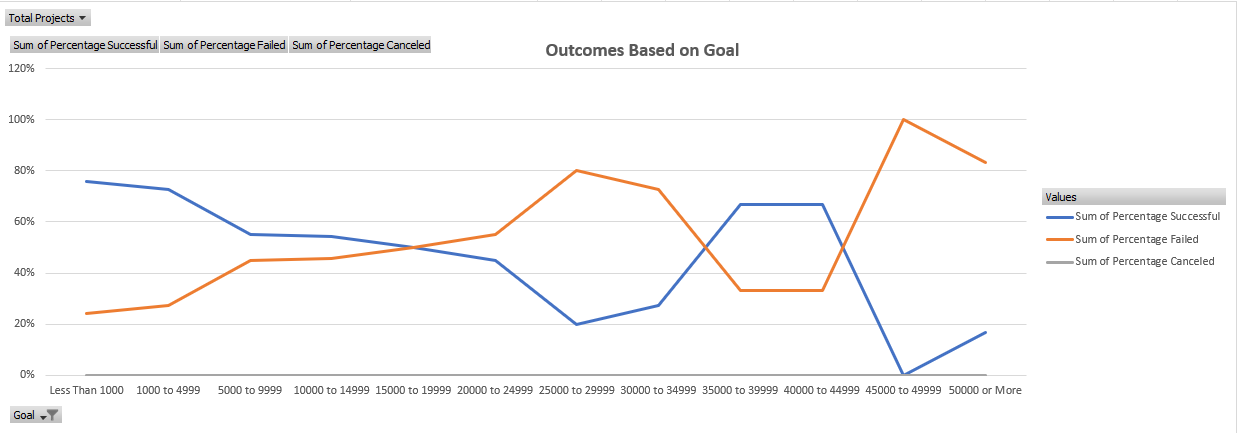 Total Projects
Sum of Percentage Successful Sum of Percentage Failed Sum of Percentage Canceled
Outcomes Based on Goal
120%
100%
80%
60%
40%
20%
0%
Less Than 1000 1000 to 4999 5000 to 9999 10000 to 14999 15000 to 19999 20000 to 24999 25000 to 29999 30000 to 34999 35000 to 39999 40000 to 44999 45000 to 49999 50000 or More
Values
Sum of Percentage Successful
Sum of Percentage Failed
Sum of Percentage Canceled
Goal